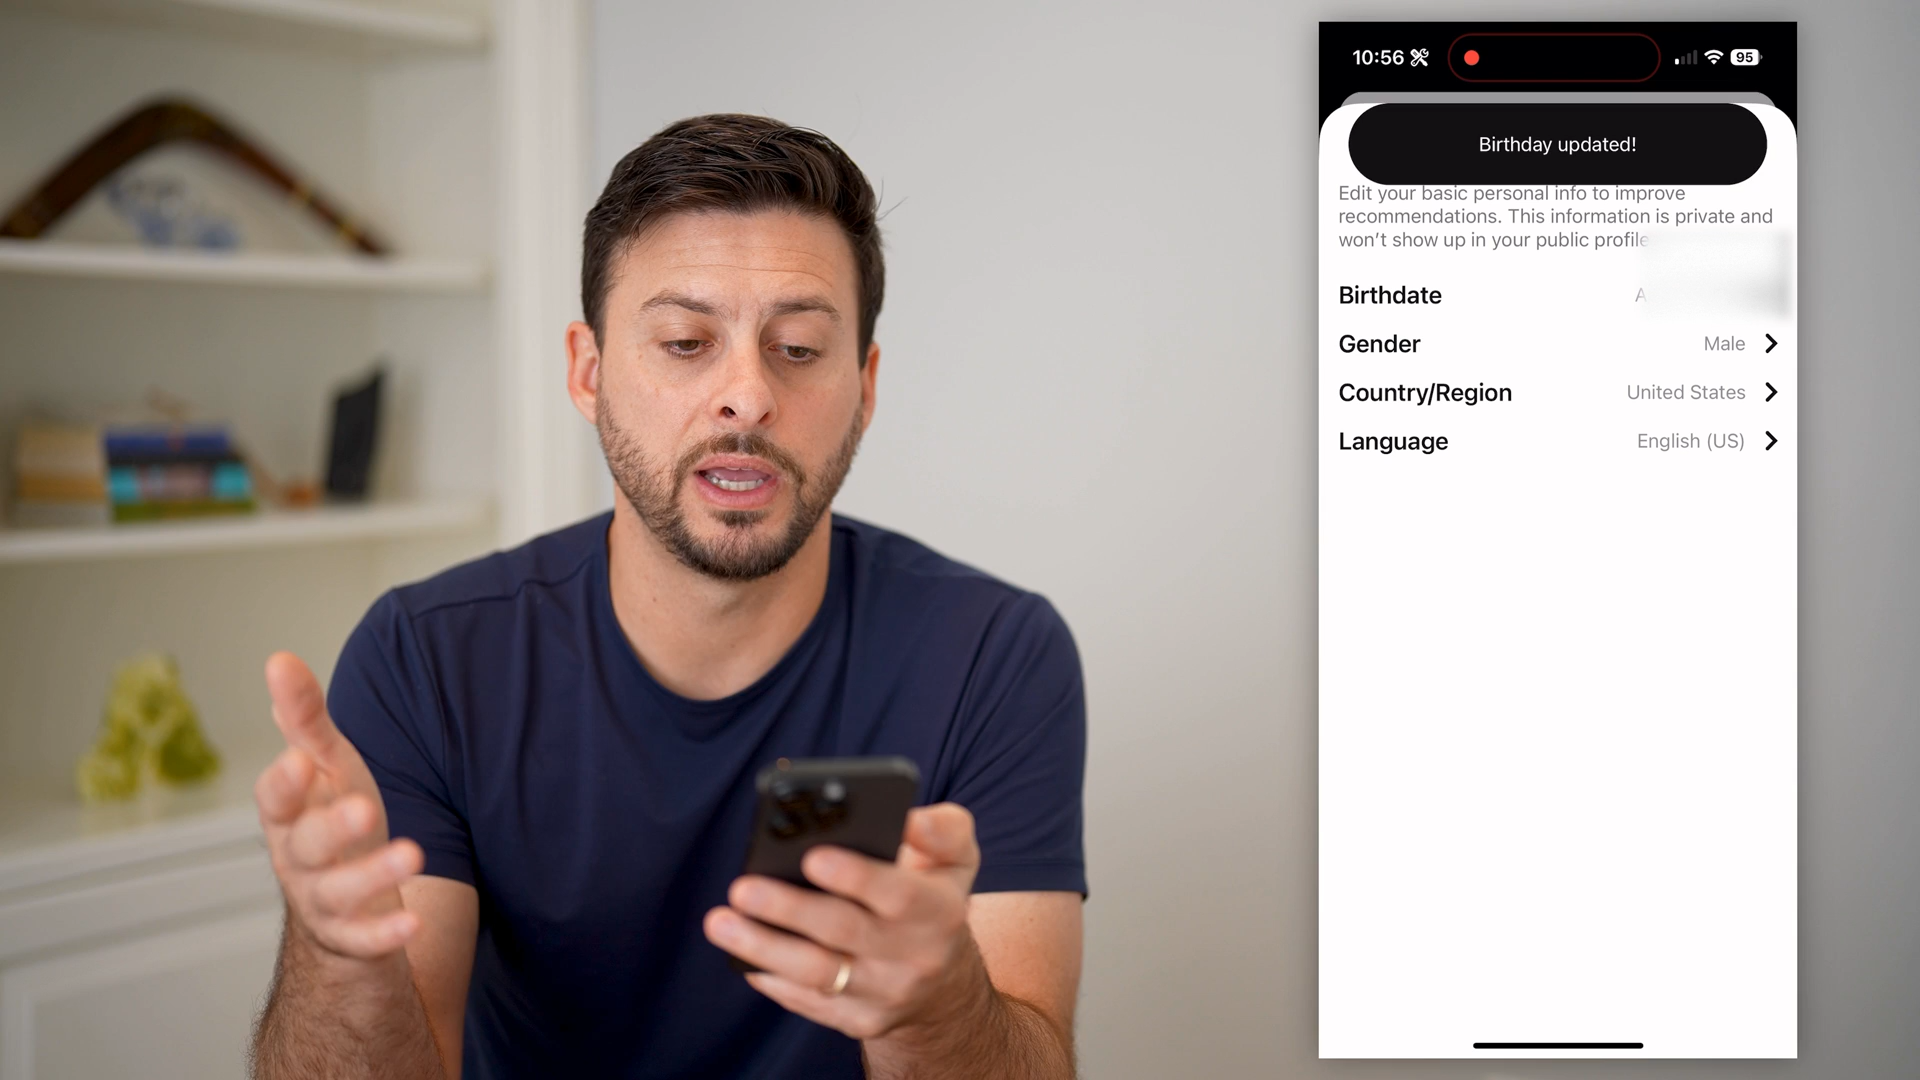 10:56
95
Birthday updated!
Edit your basic personal info to improve
recommendations. This information is private and
won't show up in your public profile
Birthdate
Gender Male
Country/Region United States
Language English (US)